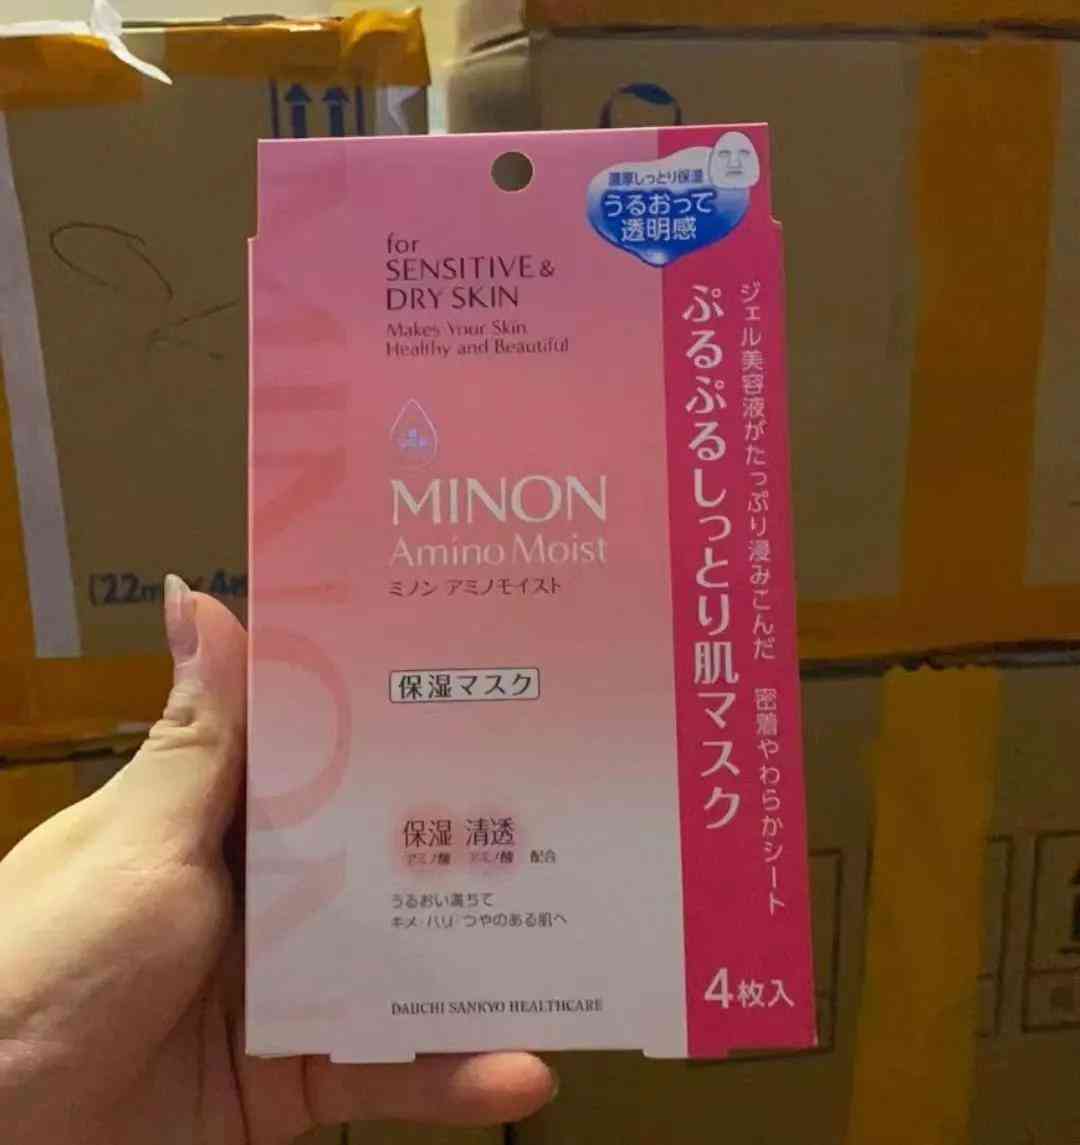 for
SENSITIVE &
DRY SKIN
Makes Your Skin
Healthy and Beautiful
MINON
Amino Moist
ミノン アミノモイスト
保湿マスク
保湿 清透
アミノ酸 アミノ酸 配合
うるおい満ちて
キメ・ハリ・つやのある肌へ
DAIICHI SANKYO HEALTHCARE
濃厚しっとり保湿
うるおって
透明感
ジェル美容液がたっぷり浸みこんだ 密着やわらかシート
ぷるぷるしっとり肌マスク
4枚入
MINON